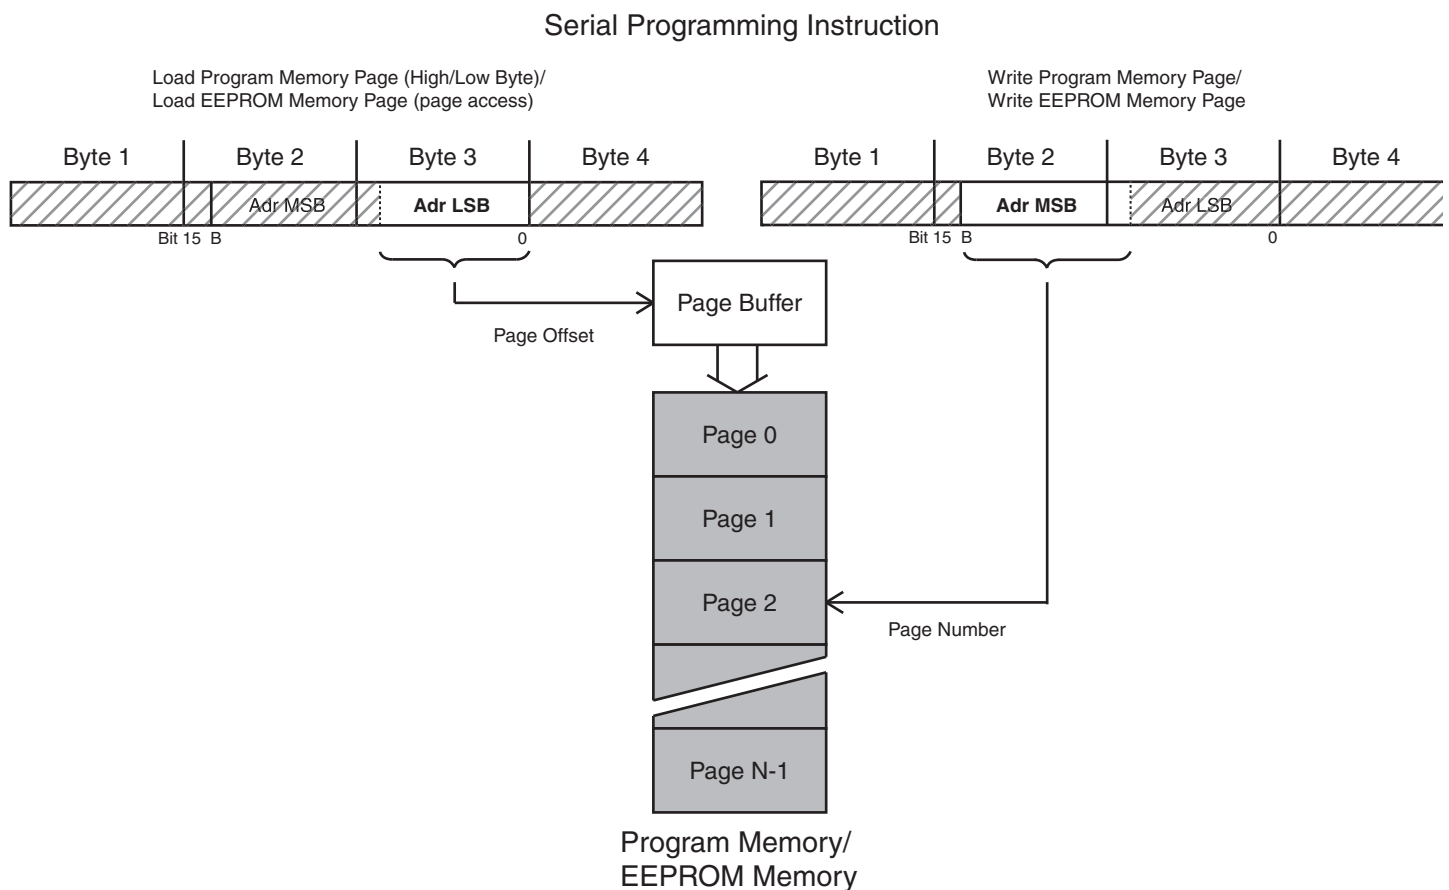 Serial Programming Instruction
Load Program Memory Page (High/Low Byte)/
Load EEPROM Memory Page (page access)
Write Program Memory Page/
Write EEPROM Memory Page
Byte 1 Byte 2 Byte 3 Byte 4
Adr MSB Adr LSB
Bit 15 B 0
Byte 1 Byte 2 Byte 3 Byte 4
Adr MSB Adr LSB
Bit 15 B 0
Page Buffer
Page Offset
Page 0
Page 1
Page 2
Page Number
Page N-1
Program Memory/
EEPROM Memory